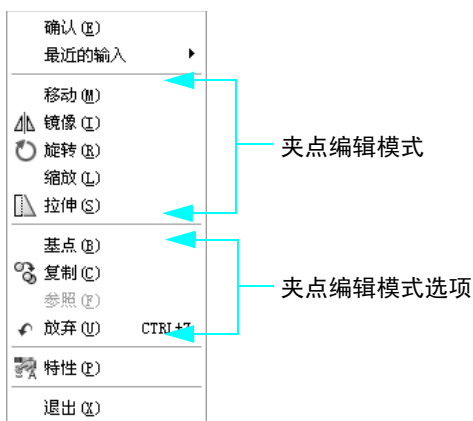 确认(E)
最近的输入
移动(M)
镜像(I)
旋转(R)
缩放(L)
拉伸(S)
夹点编辑模式
基点(B)
复制(C)
参照(F)
放弃(U) CTRL+Z
夹点编辑模式选项
特性(P)
退出(X)